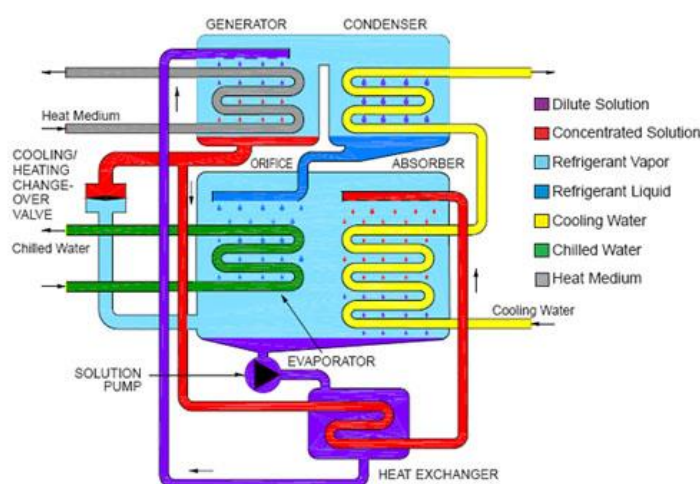 GENERATOR
CONDENSER
Heat Medium
COOLING/
HEATING
CHANGE-
OVER
VALVE
ORIFICE
ABSORBER
Chilled Water
Cooling Water
EVAPORATOR
SOLUTION
PUMP
HEAT EXCHANGER
Dilute Solution
Concentrated Solution
Refrigerant Vapor
Refrigerant Liquid
Cooling Water
Chilled Water
Heat Medium